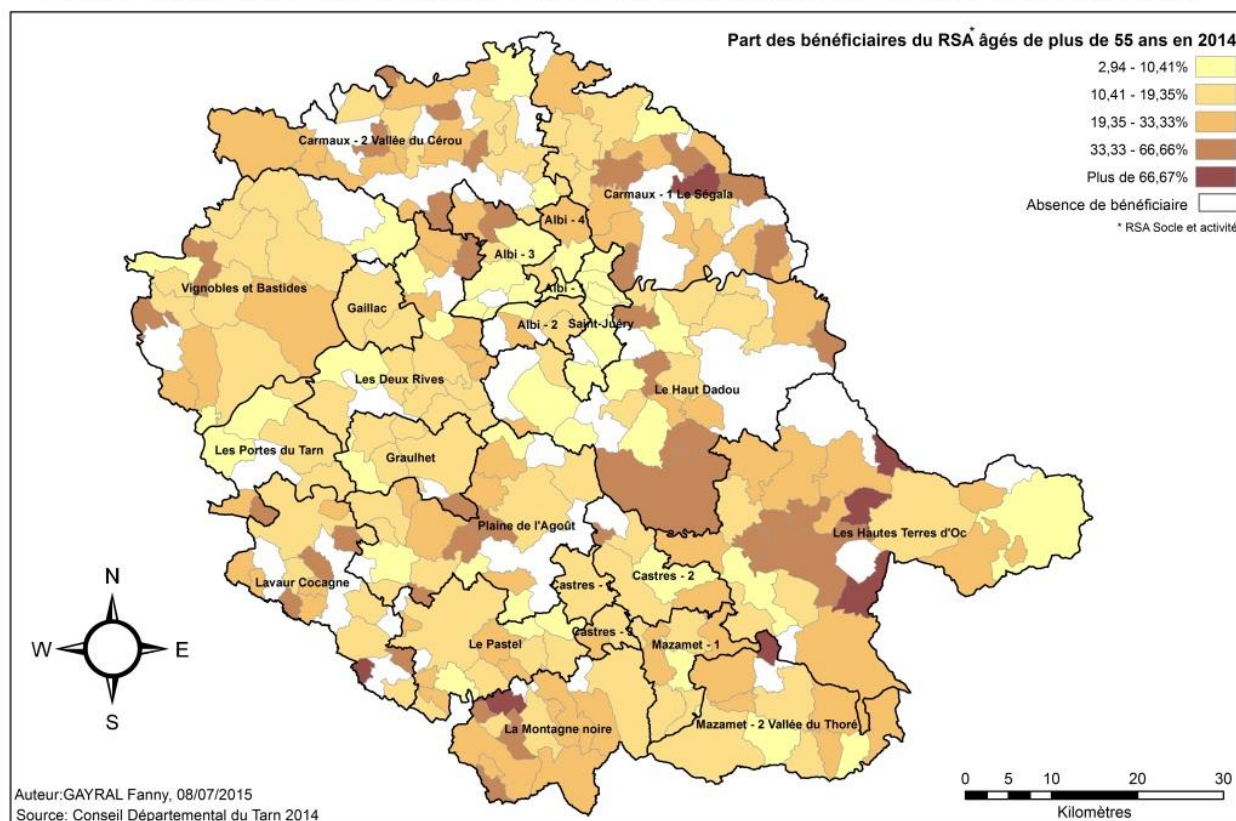 Part des bénéficiaires du RSA* âgés de plus de 55 ans en 2014
2,94 - 10,41%
10,41 - 19,35%
19,35 - 33,33%
33,33 - 66,66%
Plus de 66,67%
Absence de bénéficiaire
* RSA Socle et activité
Carmaux - 2 Vallée du Cérou
Carmaux - 1 Le Ségala
Albi - 4
Albi - 3
Vignobles et Bastides
Albi -
Gaillac
Albi - 2
Saint-Juéry
Les Deux Rives
Le Haut Dadou
Les Portes du Tarn
Graulhet
Plaine de l'Agoût
Les Hautes Terres d'Oc
Lavaur Cocagne
Castres -
Castres - 2
Castres - 3
Le Pastel
Mazamet - 1
La Montagne noire
Mazamet - 2 Vallée du Thoré
N
W
E
S
0 5 10 20 30
Kilomètres
Auteur:GAYRAL Fanny, 08/07/2015
Source: Conseil Départemental du Tarn 2014